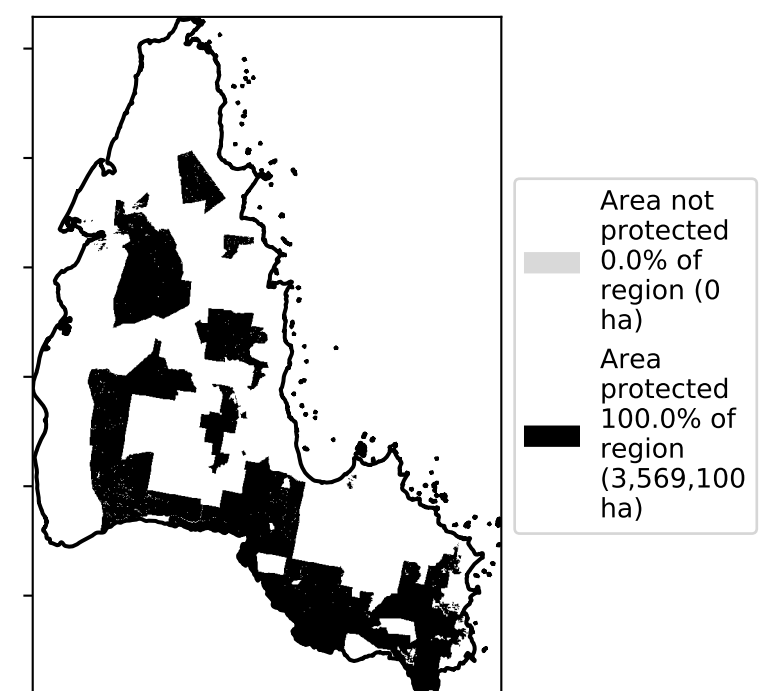 Area not
protected
0.0% of
region (0
ha)
Area
protected
100.0% of
region
(3,569,100
ha)